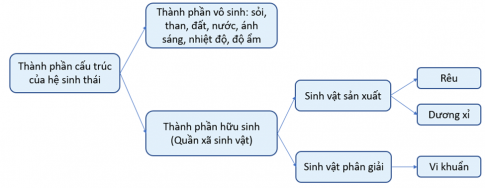 Thành phần cấu trúc
của hệ sinh thái
Thành phần vô sinh: sỏi,
than, đất, nước, ánh
sáng, nhiệt độ, độ ẩm
Thành phần hữu sinh
(Quần xã sinh vật)
Sinh vật sản xuất
Rêu
Dương xỉ
Sinh vật phân giải
Vi khuẩn